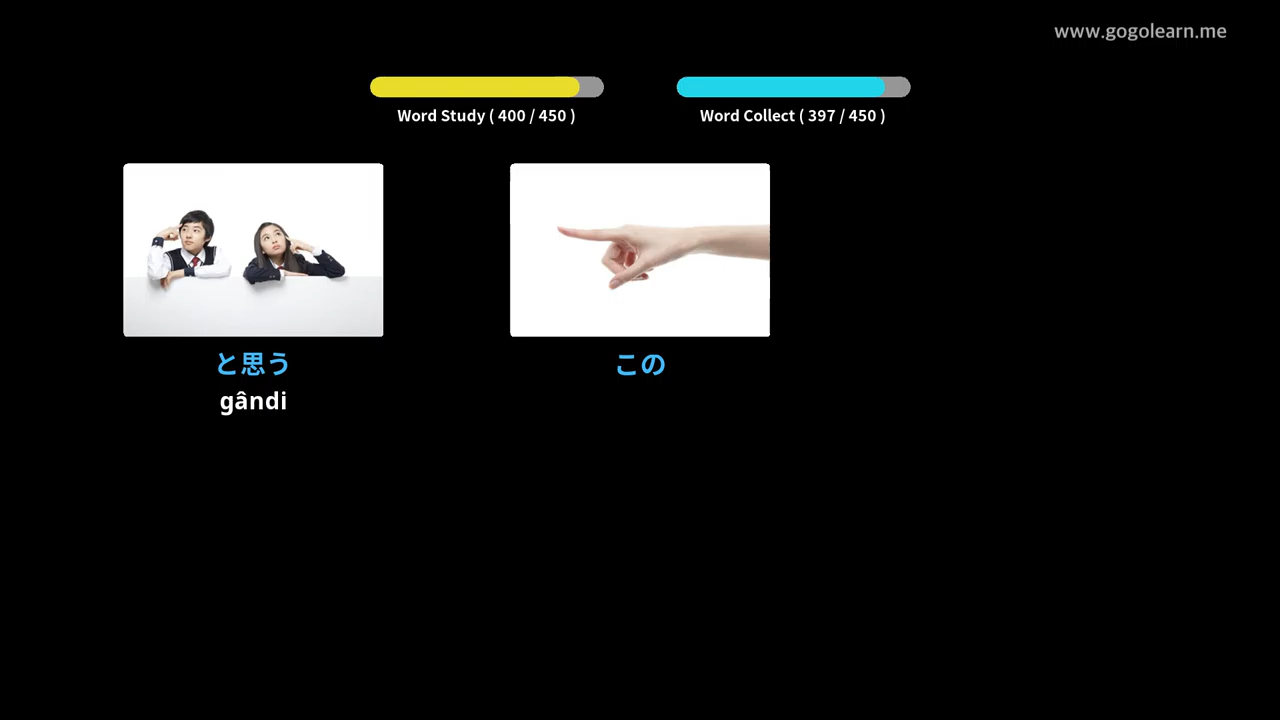 www.gogolearn.me
Word Study ( 400 / 450 )
Word Collect ( 397 / 450 )
と思う
gândi
この